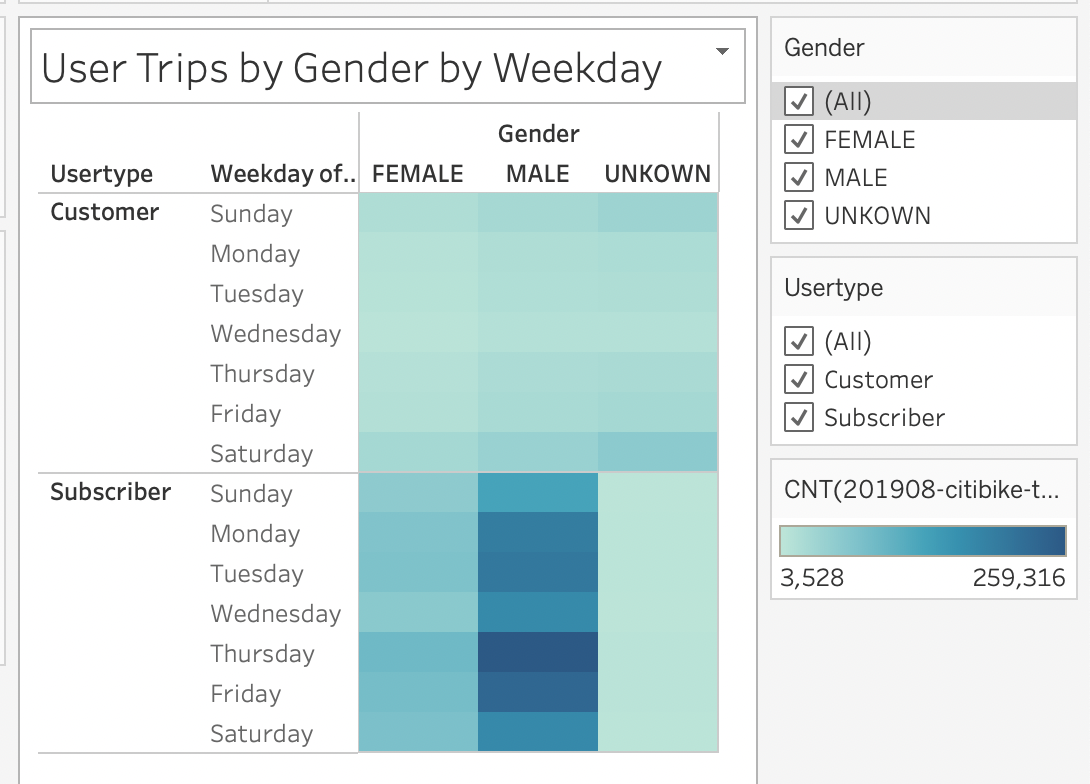 User Trips by Gender by Weekday
Gender
Usertype Weekday of.. FEMALE MALE UNKOWN
Customer Sunday
Monday
Tuesday
Wednesday
Thursday
Friday
Saturday
Subscriber Sunday
Monday
Tuesday
Wednesday
Thursday
Friday
Saturday
Gender
(All)
FEMALE
MALE
UNKOWN
Usertype
(All)
Customer
Subscriber
CNT(201908-citibike-t...
3,528 259,316